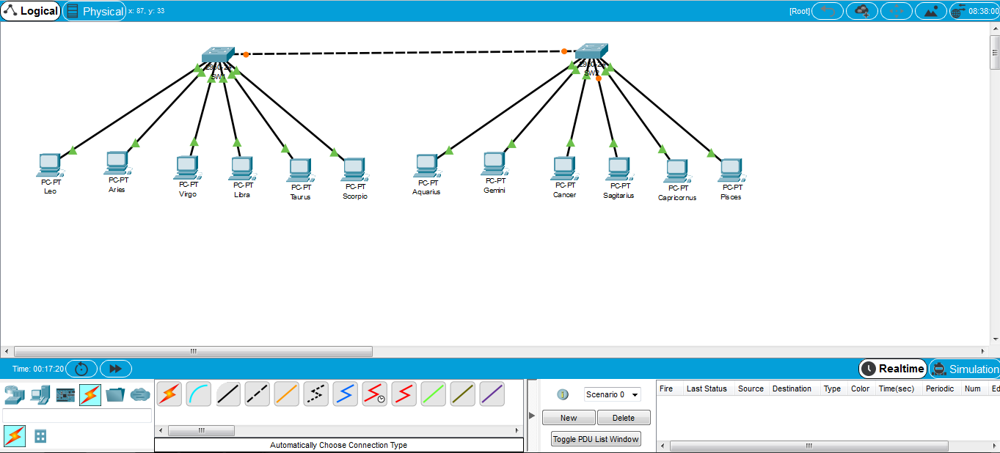 Logical
Physical
x: 87, y: 33
[Root]
08:38:00
2960-24
SW1
2960-24
SW2
PC-PT
Leo
PC-PT
Aries
PC-PT
Virgo
PC-PT
Libra
PC-PT
Taurus
PC-PT
Scorpio
PC-PT
Aquarius
PC-PT
Gemini
PC-PT
Cancer
PC-PT
Sagitarius
PC-PT
Capricornus
PC-PT
Pisces
Time: 00:17:20
Realtime
Simulation
Scenario 0
New
Delete
Toggle PDU List Window
Fire Last Status Source Destination Type Color Time(sec) Periodic Num Ed
Automatically Choose Connection Type